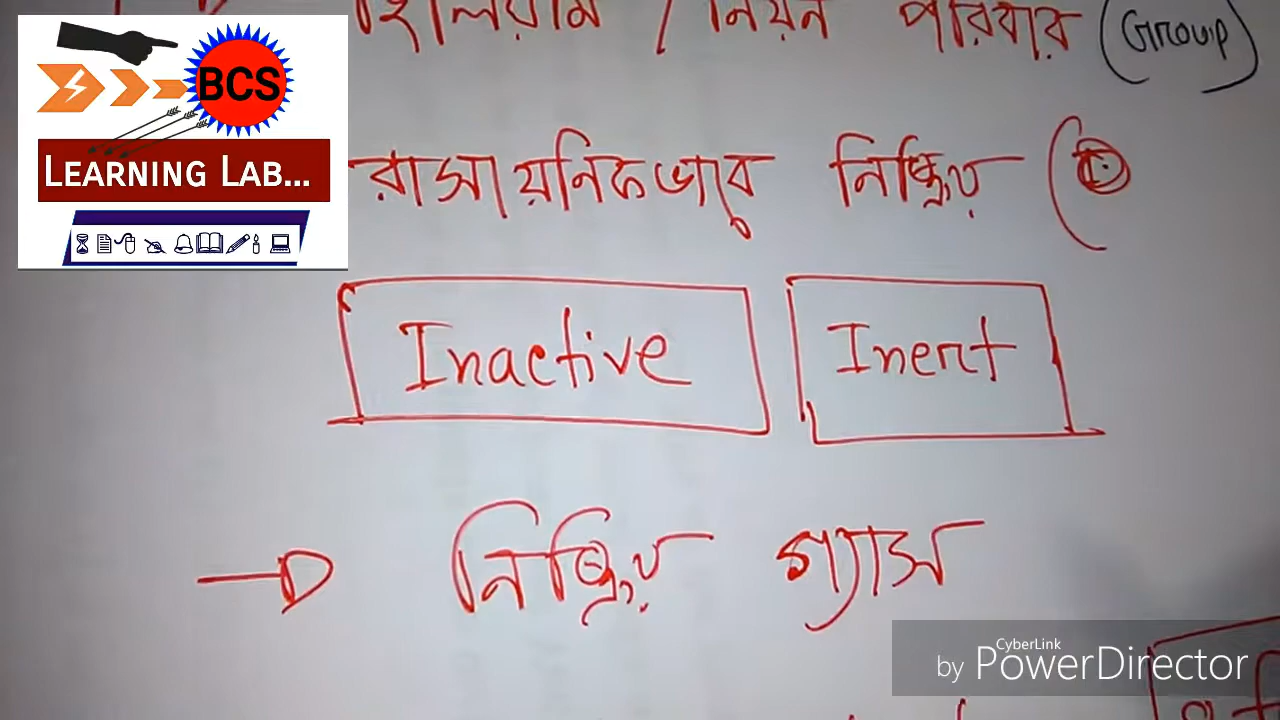 হিলিয়াম / নিয়ন পরিবার (Group)
BCS
LEARNING LAB...
রাসায়নিকভাবে নিষ্ক্রিয় (
Inactive Inert
নিষ্ক্রিয় গ্যাস
CyberLink
by PowerDirector